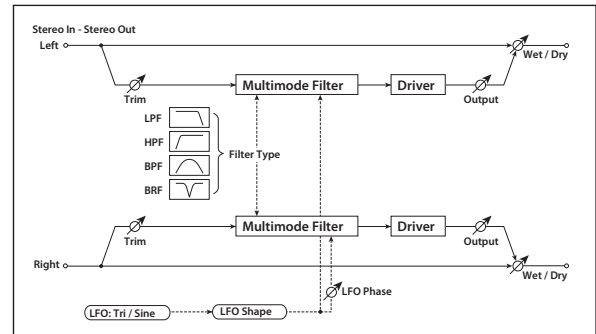 Stereo In - Stereo Out
Left
Wet / Dry
Trim
Multimode Filter
Driver
Output
LPF
HPF
BPF
BRF
Filter Type
Trim
Multimode Filter
Driver
Output
Right
Wet / Dry
LFO Phase
LFO: Tri / Sine
LFO Shape